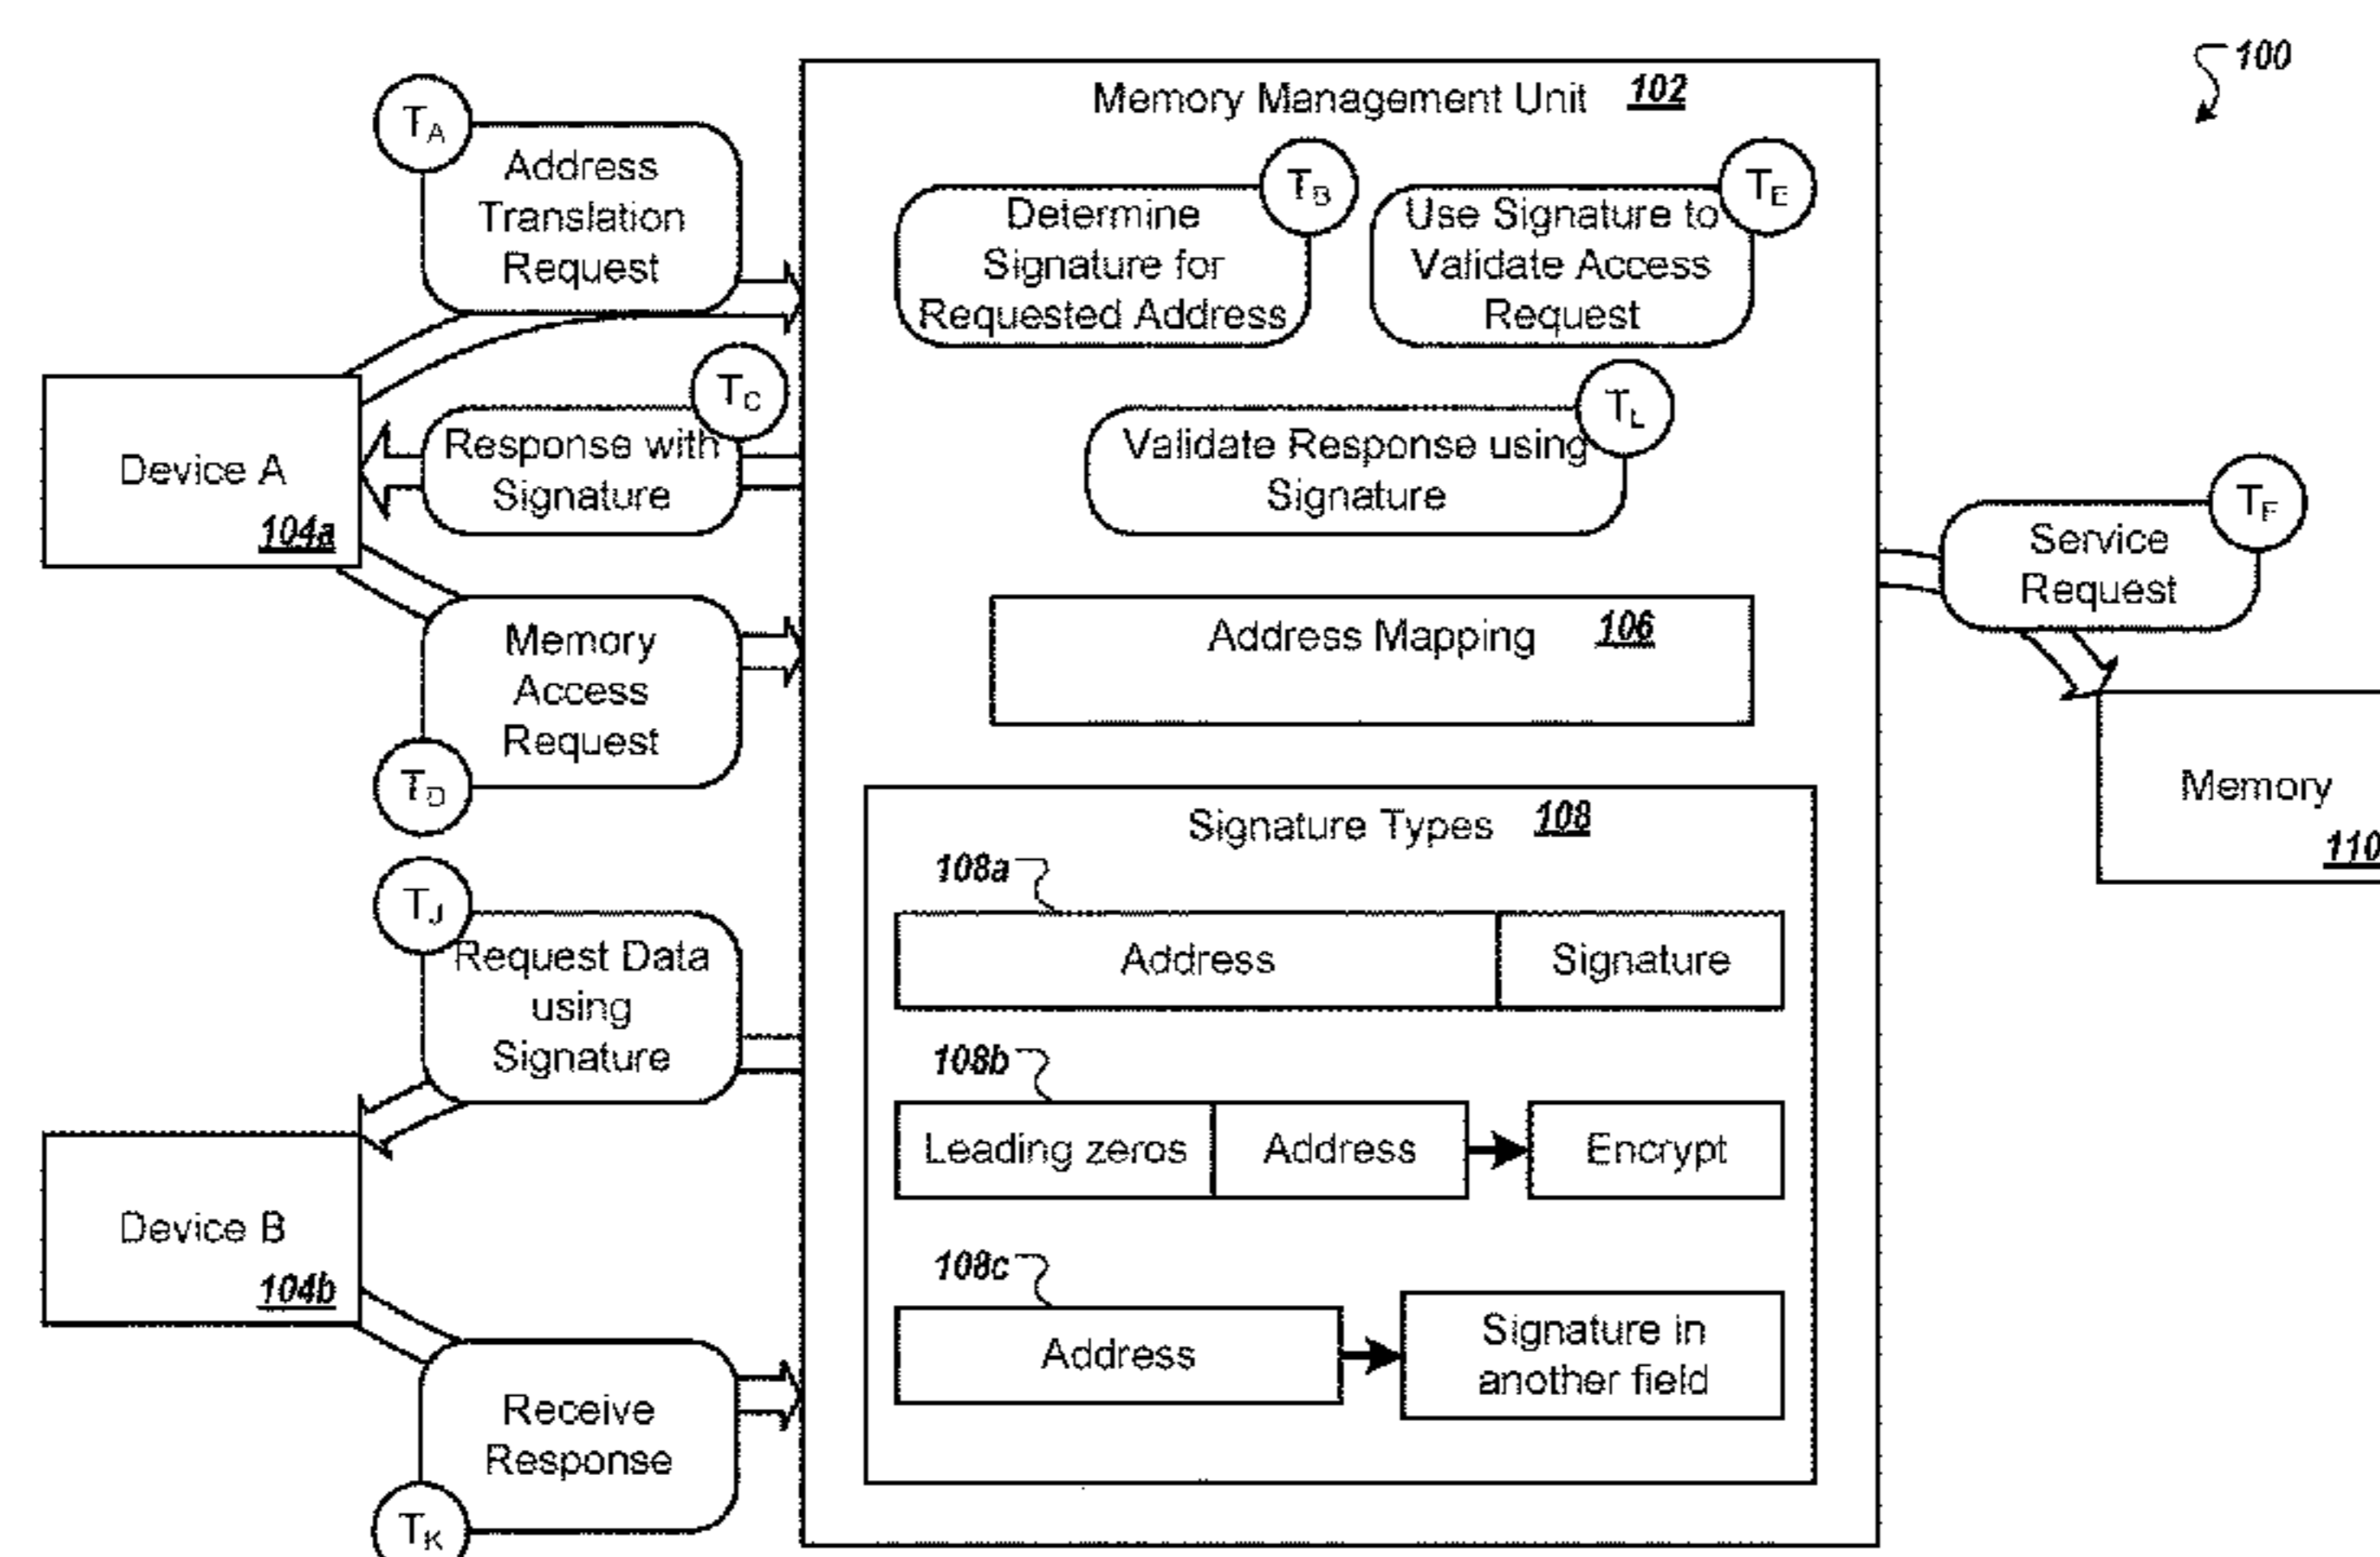 100
Memory Management Unit 102
TA
Address
Translation
Request
TB
Determine
Signature for
Requested Address
TE
Use Signature to
Validate Access
Request
TC
Response with
Signature
TL
Validate Response using
Signature
Device A
104a
TF
Service
Request
Address Mapping 106
Memory
Access
Request
TD
Memory
110
Signature Types 108
108a
Address
Signature
TJ
Request Data
using
Signature
108b
Leading zeros
Address
Encrypt
Device B
104b
108c
Address
Signature in
another field
Receive
Response
TK